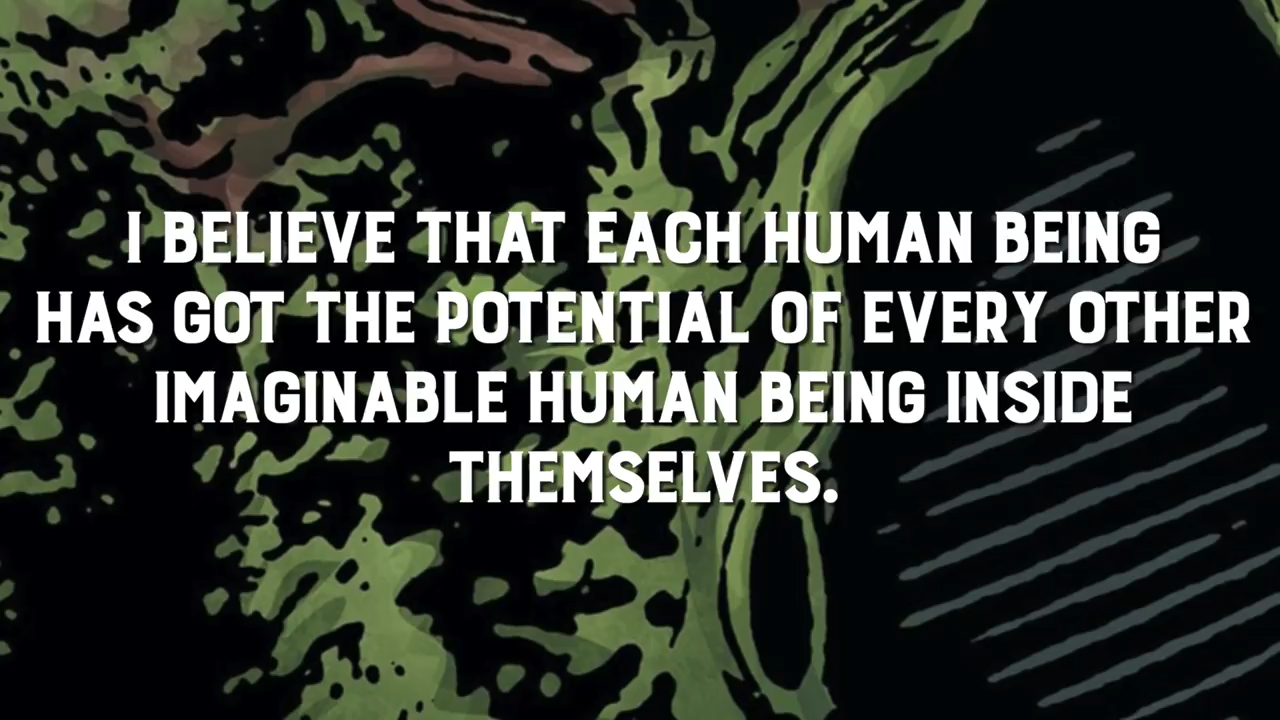 I BELIEVE THAT EACH HUMAN BEING
HAS GOT THE POTENTIAL OF EVERY OTHER
IMAGINABLE HUMAN BEING INSIDE
THEMSELVES.